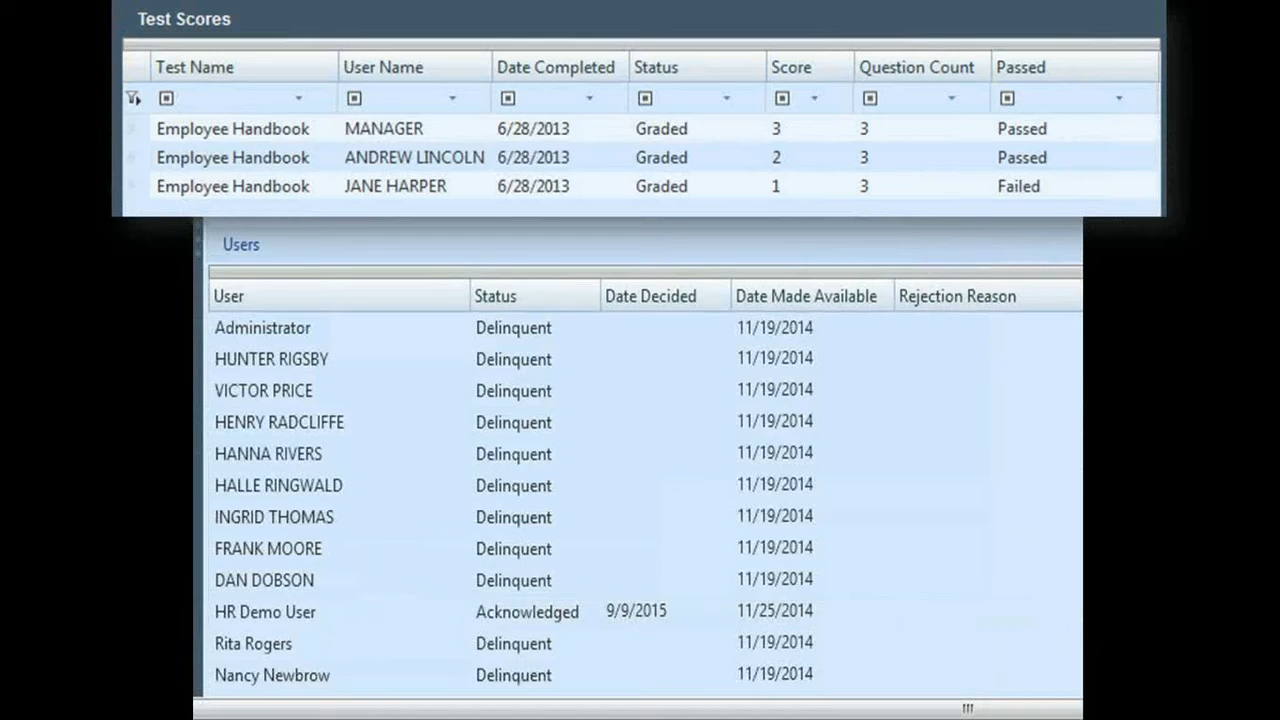 Test Scores
Test Name User Name Date Completed Status Score Question Count Passed
Employee Handbook MANAGER 6/28/2013 Graded 3 3 Passed
Employee Handbook ANDREW LINCOLN 6/28/2013 Graded 2 3 Passed
Employee Handbook JANE HARPER 6/28/2013 Graded 1 3 Failed
Users
User Status Date Decided Date Made Available Rejection Reason
Administrator Delinquent 11/19/2014
HUNTER RIGSBY Delinquent 11/19/2014
VICTOR PRICE Delinquent 11/19/2014
HENRY RADCLIFFE Delinquent 11/19/2014
HANNA RIVERS Delinquent 11/19/2014
HALLE RINGWALD Delinquent 11/19/2014
INGRID THOMAS Delinquent 11/19/2014
FRANK MOORE Delinquent 11/19/2014
DAN DOBSON Delinquent 11/19/2014
HR Demo User Acknowledged 9/9/2015 11/25/2014
Rita Rogers Delinquent 11/19/2014
Nancy Newbrow Delinquent 11/19/2014